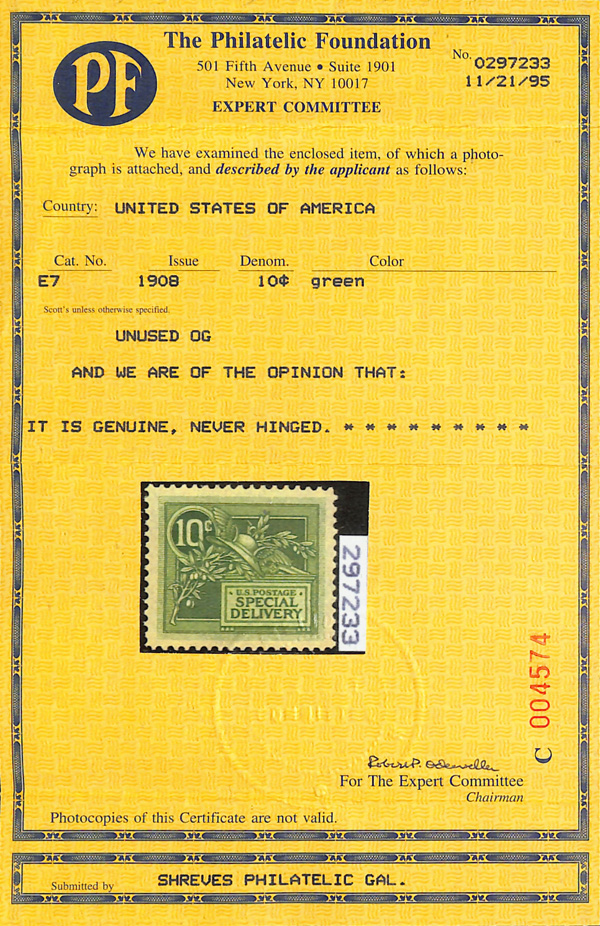 PF
The Philatelic Foundation
501 Fifth Avenue • Suite 1901
New York, NY 10017
EXPERT COMMITTEE
No. 0297233
11/21/95
We have examined the enclosed item, of which a photo-
graph is attached, and described by the applicant as follows:
Country: UNITED STATES OF AMERICA
Cat. No. Issue Denom. Color
E7 1908 10¢ green
Scott's unless otherwise specified.
UNUSED OG
AND WE ARE OF THE OPINION THAT:
IT IS GENUINE, NEVER HINGED. * * * * * * * * *
10¢
U.S. POSTAGE
SPECIAL
DELIVERY
297233
C 004574
For The Expert Committee
Chairman
Photocopies of this Certificate are not valid.
Submitted by SHREVES PHILATELIC GAL.